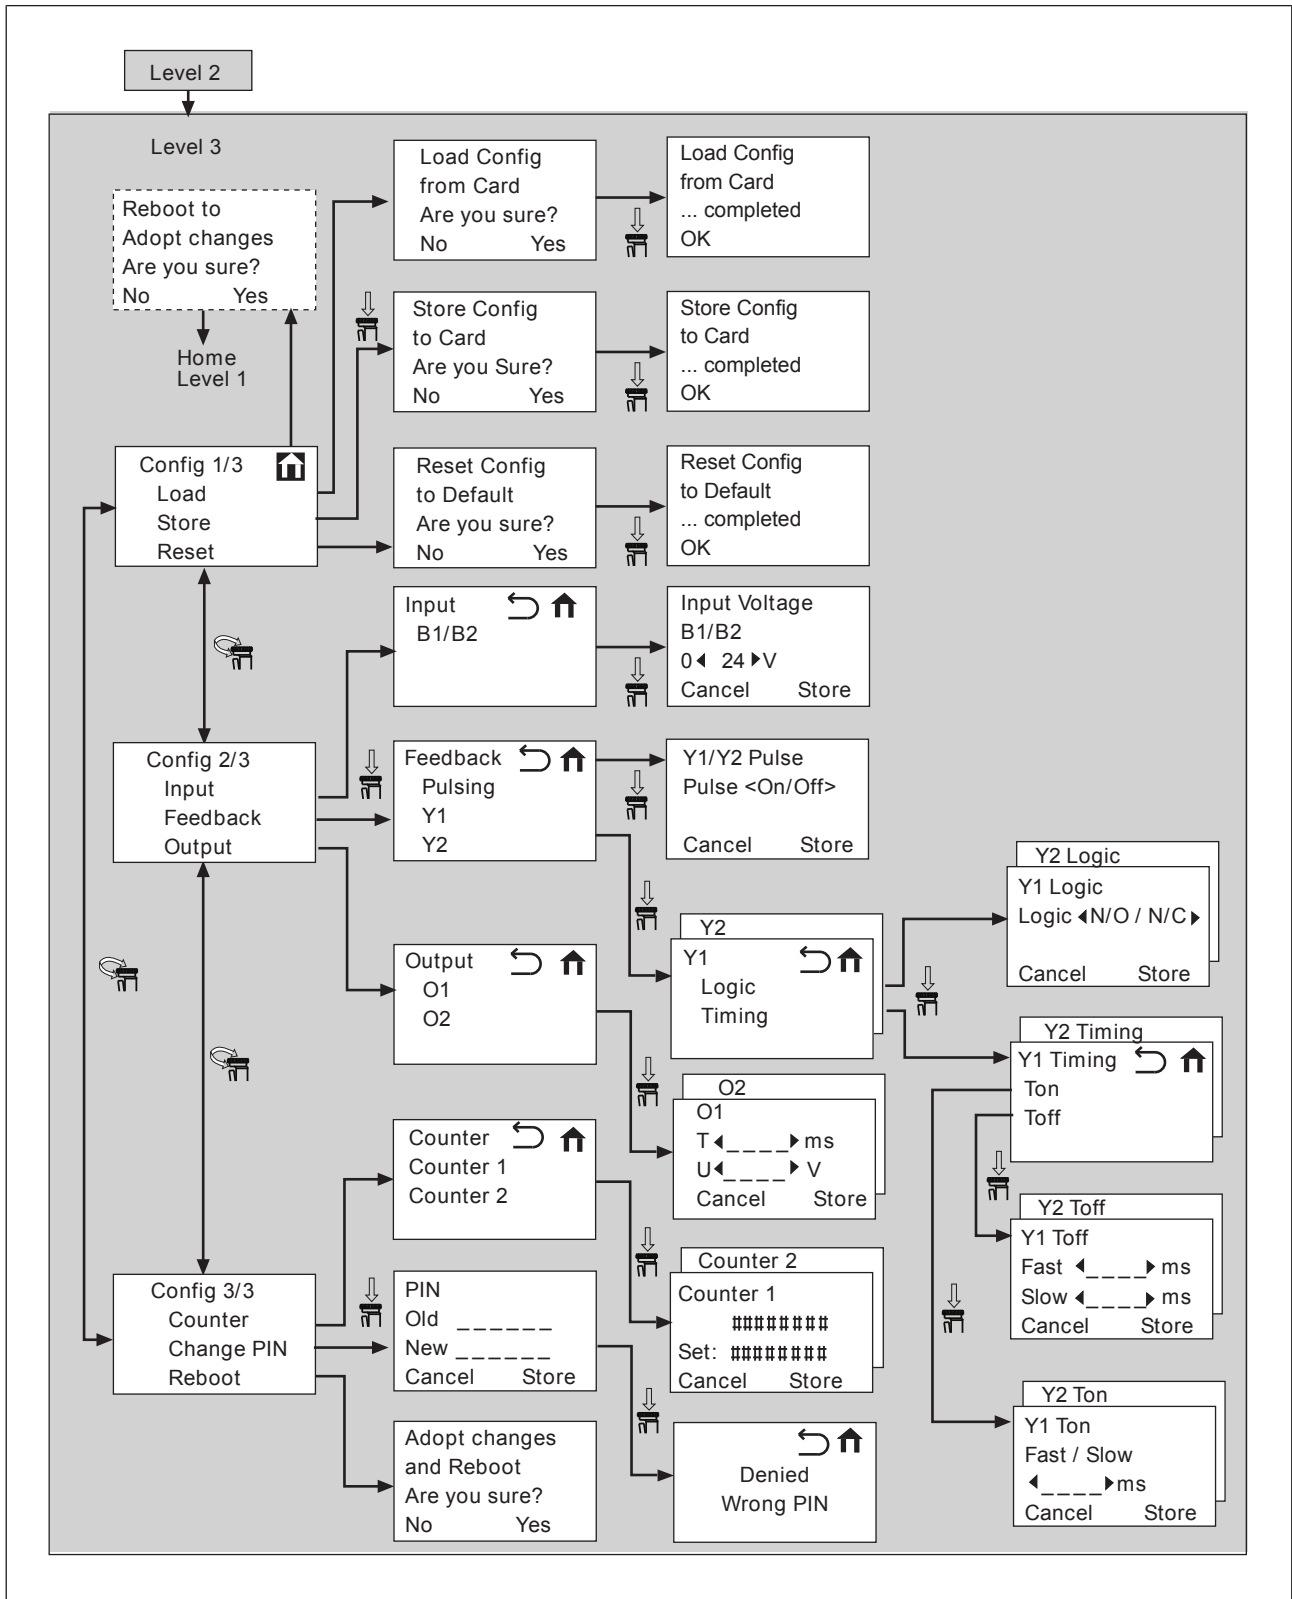 Level 2
Level 3
Reboot to
Adopt changes
Are you sure?
No Yes
Home
Level 1
Load Config
from Card
Are you sure?
No Yes
Load Config
from Card
... completed
OK
Store Config
to Card
Are you Sure?
No Yes
Store Config
to Card
... completed
OK
Config 1/3
Load
Store
Reset
Reset Config
to Default
Are you sure?
No Yes
Reset Config
to Default
... completed
OK
Input
B1/B2
Input Voltage
B1/B2
0 24 V
Cancel Store
Config 2/3
Input
Feedback
Output
Feedback
Pulsing
Y1
Y2
Y1/Y2 Pulse
Pulse <On/Off>
Cancel Store
Y2 Logic
Y1 Logic
Logic N/O / N/C
Cancel Store
Output
O1
O2
Y2
Y1
Logic
Timing
Y2 Timing
Y1 Timing
Ton
Toff
O2
O1
T _ _ _ _ ms
U _ _ _ _ V
Cancel Store
Counter
Counter 1
Counter 2
Y2 Toff
Y1 Toff
Fast _ _ _ _ ms
Slow _ _ _ _ ms
Cancel Store
Config 3/3
Counter
Change PIN
Reboot
PIN
Old _ _ _ _ _ _
New _ _ _ _ _ _
Cancel Store
Counter 2
Counter 1
########
Set: ########
Cancel Store
Adopt changes
and Reboot
Are you sure?
No Yes
Denied
Wrong PIN
Y2 Ton
Y1 Ton
Fast / Slow
_ _ _ _ ms
Cancel Store